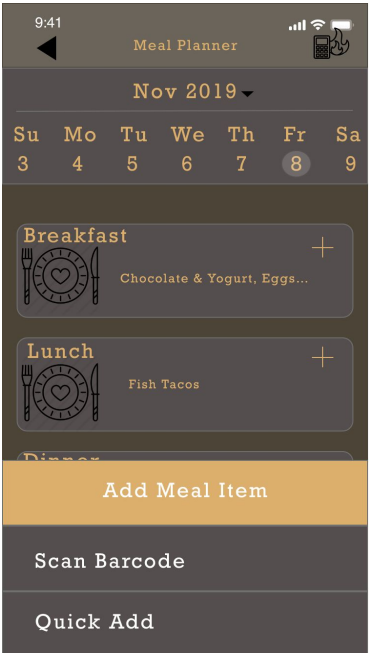 9:41
Meal Planner
Nov 2019
Su Mo Tu We Th Fr Sa
3 4 5 6 7 8 9
Breakfast
Chocolate & Yogurt, Eggs...
Lunch
Fish Tacos
Dinner
Add Meal Item
Scan Barcode
Quick Add